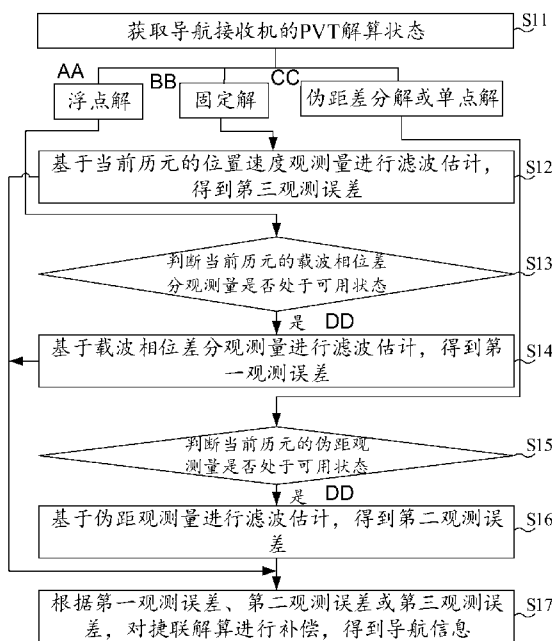 获取导航接收机的PVT解算状态
S11
AA
BB
CC
浮点解
固定解
伪距差分解或单点解
基于当前历元的位置速度观测量进行滤波估计，
得到第三观测误差
S12
判断当前历元的载波相位差
分观测量是否处于可用状态
S13
是 DD
基于载波相位差分观测量进行滤波估计，得到第
一观测误差
S14
判断当前历元的伪距观
测量是否处于可用状态
S15
是 DD
基于伪距观测量进行滤波估计，得到第二观测误
差
S16
根据第一观测误差、第二观测误差或第三观测误
差，对捷联解算进行补偿，得到导航信息
S17